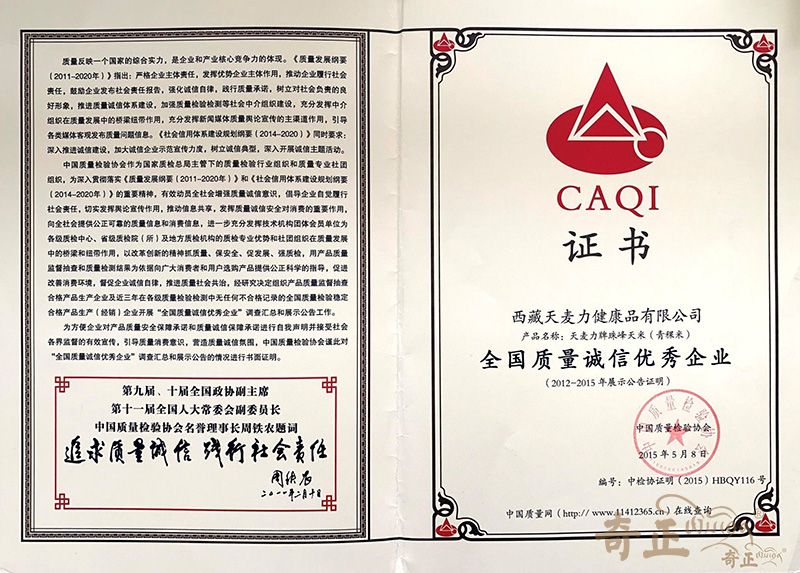 质量反映一个国家的综合实力，是企业和产业核心竞争力的体现。《质量发展纲要
（2011-2020年）》指出：严格企业主体责任，发挥优势企业主体作用，推动企业履行社会
责任，鼓励企业发布社会责任报告，强化诚信自律，践行质量承诺，树立对社会负责的良
好形象，推进质量诚信体系建设，加强质量检验检测等社会中介组织建设，充分发挥中介
组织在质量发展中的桥梁纽带作用，充分发挥新闻媒体质量舆论宣传的主渠道作用，引导
各类媒体客观发布质量问题信息。《社会信用体系建设规划纲要（2014-2020）》同时要求：
深入推进诚信建设，加大诚信企业示范宣传力度，树立诚信典型，深入开展诚信主题活动。
中国质量检验协会作为国家质检总局主管下的质量检验行业组织和质量专业社团
组织，为深入贯彻落实《质量发展纲要（2011-2020年）》和《社会信用体系建设规划纲要
（2014-2020年）》的重要精神，有效动员全社会增强质量诚信意识，倡导企业自觉履行
社会责任，切实发挥舆论宣传作用，推动信息共享，发挥质量诚信安全对消费的重要作用，
向全社会提供公正可靠的质量信息和消费信息，进一步充分发挥技术机构团体会员单位为
各级质检中心、省级质检院（所）及地方质检机构的质检专业优势和社团组织在质量发展
中的桥梁和纽带作用，以改革创新的精神抓质量、保安全、促发展、强质检，用产品质量
监督抽查和质量检测结果为依据向广大消费者和用户选购产品提供公正科学的指导，促进
改善消费环境，督促企业诚信自律，推进质量社会共治，经研究决定组织产品质量监督抽查
合格产品生产企业及近三年在各级质量检验检测中无任何不合格记录的全国质量检验稳定
合格产品生产（经销）企业开展“全国质量诚信优秀企业”调查汇总和展示公告工作。
为方便企业对产品质量安全保障承诺和质量诚信保障承诺进行自我声明并接受社会
各界监督的有效宣传，引导质量消费意识，营造质量诚信氛围，中国质量检验协会谨此对
“全国质量诚信优秀企业”调查汇总和展示公告的情况进行书面证明。
第九届、十届全国政协副主席
第十一届全国人大常委会副委员长
中国质量检验协会名誉理事长周铁农题词
追求质量诚信 践行社会责任
周铁农
二〇一一年二月十日
CAQI
证书
西藏天麦力健康品有限公司
产品名称：天麦力牌珠峰天米（青稞米）
全国质量诚信优秀企业
（2012-2015年展示公告证明）
中国质量检验协会
中国质量检验协会
2015年5月8日
编号：中检协证明（2015）HBQY116号
中国质量网（http://www.11412365.cn）在线查询
奇正
奇正